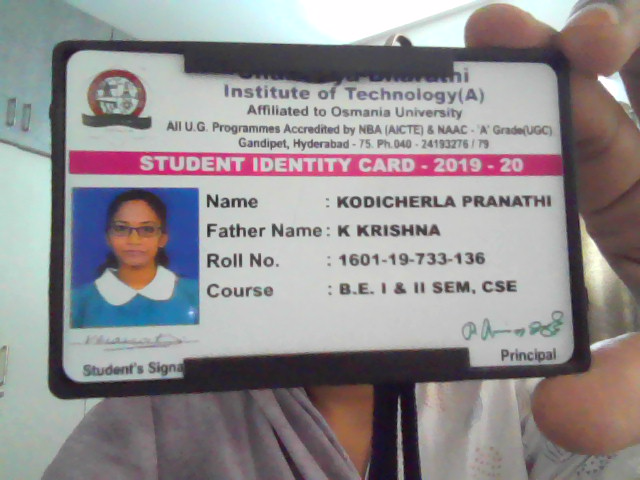 Bharathi
Institute of Technology(A)
Affiliated to Osmania University
All U.G. Programmes Accredited by NBA (AICTE) & NAAC - 'A' Grade(UGC)
Gandipet, Hyderabad - 75. Ph.040 - 24193276 / 79
STUDENT IDENTITY CARD - 2019 - 20
Name : KODICHERLA PRANATHI
Father Name : K KRISHNA
Roll No. : 1601-19-733-136
Course : B.E. I & II SEM, CSE
Student's Signa
Principal